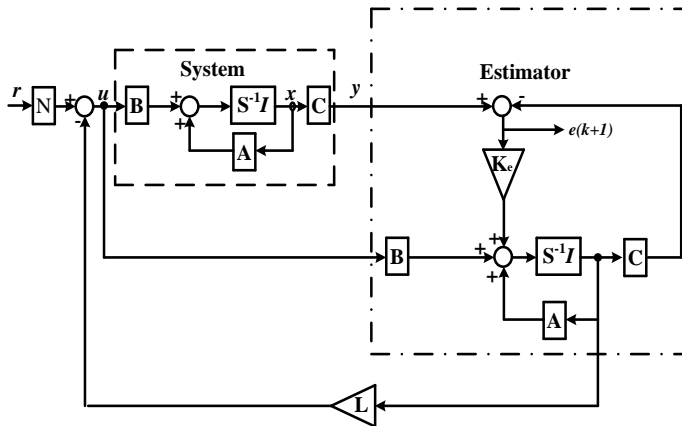 System
Estimator
r
N
+
-
u
B
+
+
S⁻¹I
x
C
y
A
+
-
e(k+1)
Kₑ
B
+
+
+
S⁻¹I
C
A
L